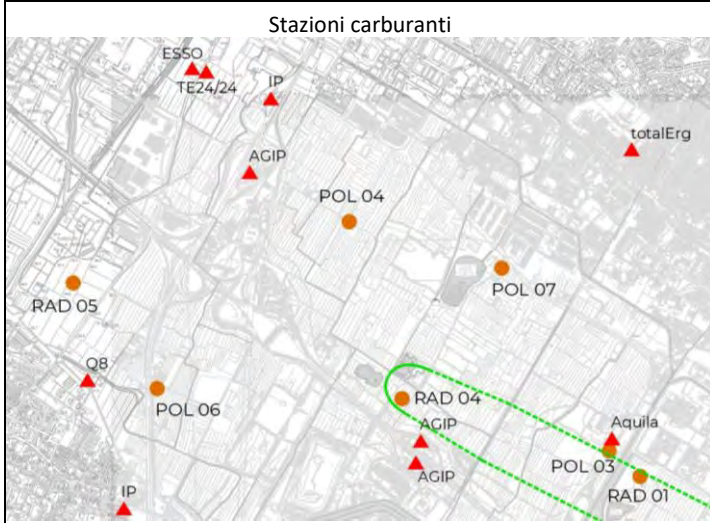 Stazioni carburanti
ESSO
TE24/24
IP
totalErg
AGIP
POL 04
POL 07
RAD 05
Q8
POL 06
RAD 04
AGIP
Aquila
AGIP
POL 03
RAD 01
IP